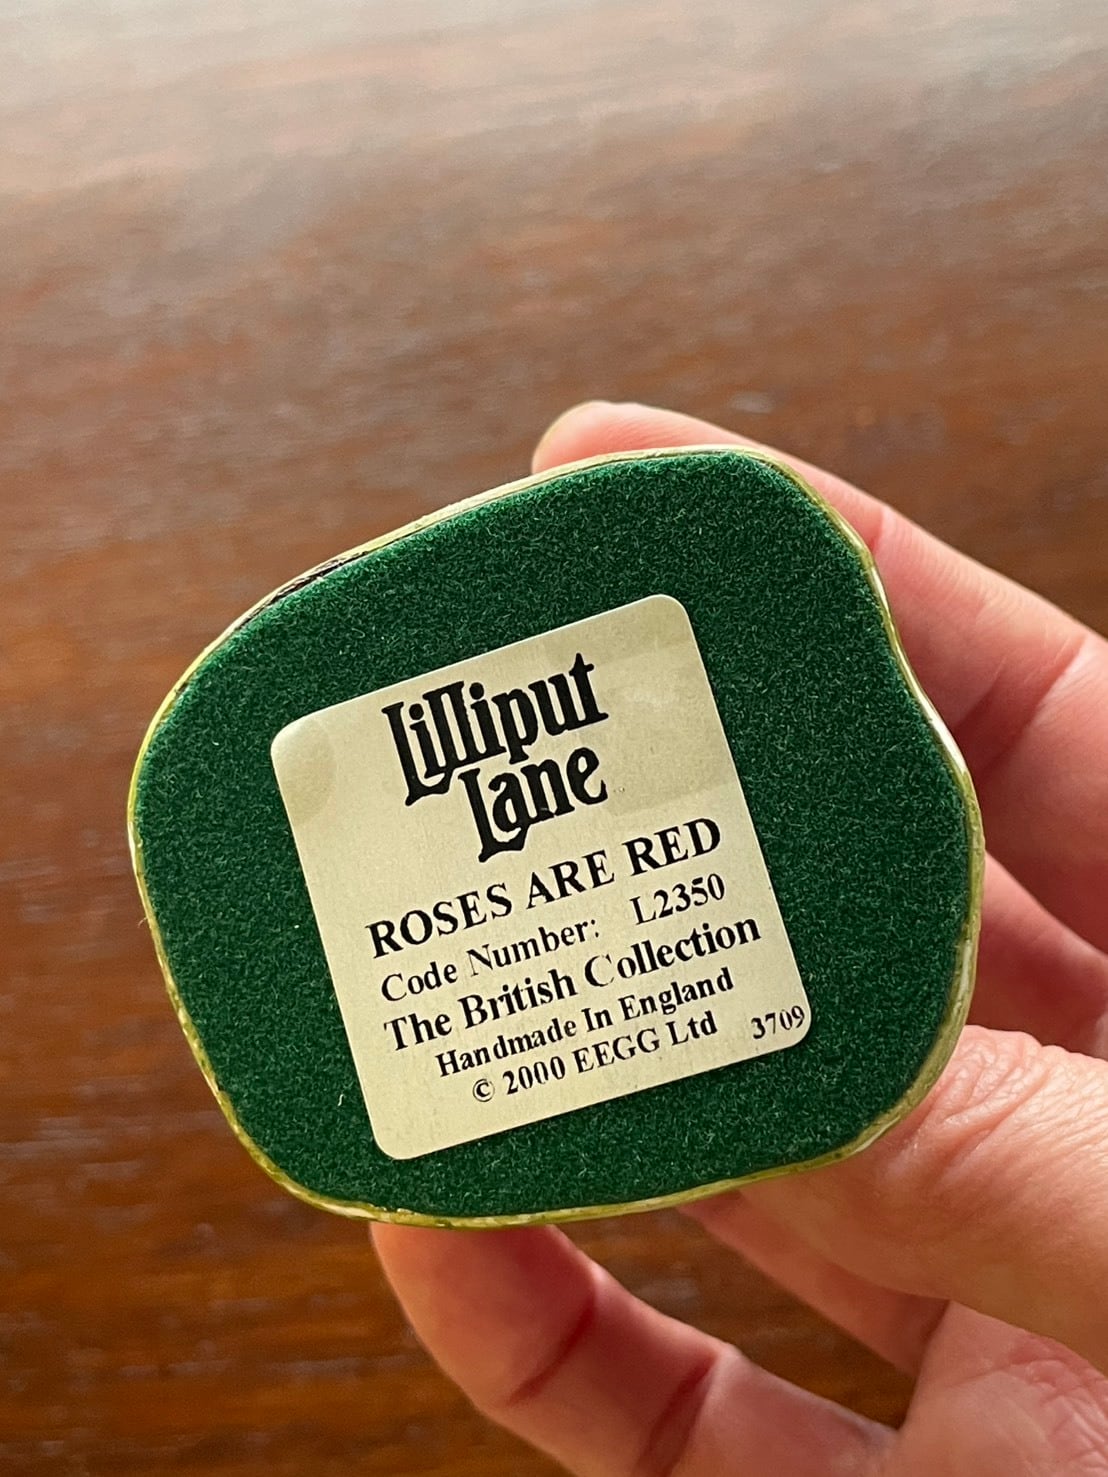 Lilliput
Lane
ROSES ARE RED
Code Number: L2350
The British Collection
Handmade In England
© 2000 EEGG Ltd 3709